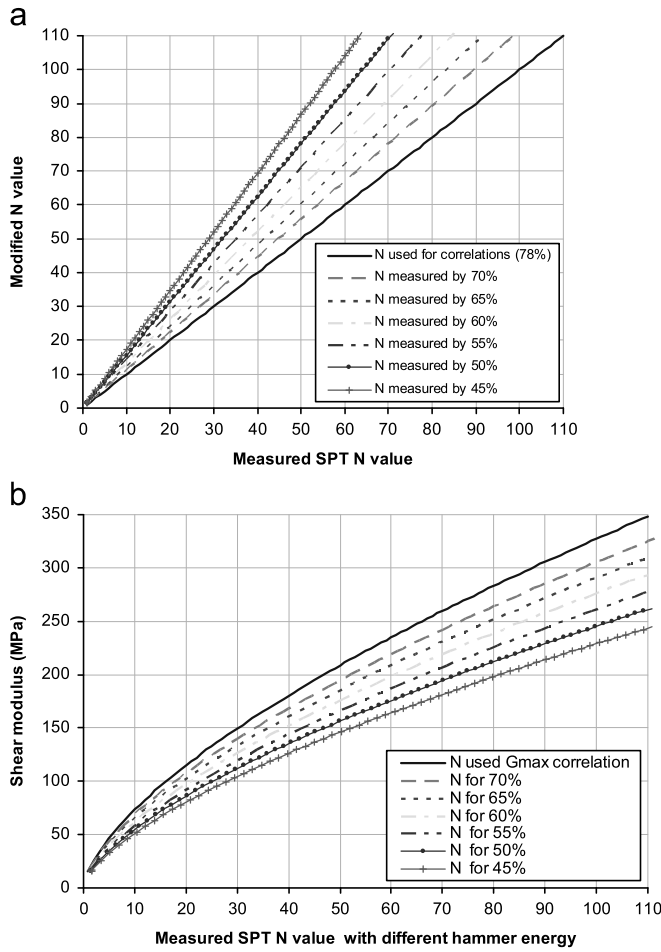 a
110
100
90
80
70
60
50
40
30
20
10
0
Modified N value
N used for correlations (78%)
N measured by 70%
N measured by 65%
N measured by 60%
N measured by 55%
N measured by 50%
N measured by 45%
0 10 20 30 40 50 60 70 80 90 100 110
Measured SPT N value
b
350
300
250
200
150
100
50
0
Shear modulus (MPa)
N used Gmax correlation
N for 70%
N for 65%
N for 60%
N for 55%
N for 50%
N for 45%
0 10 20 30 40 50 60 70 80 90 100 110
Measured SPT N value with different hammer energy